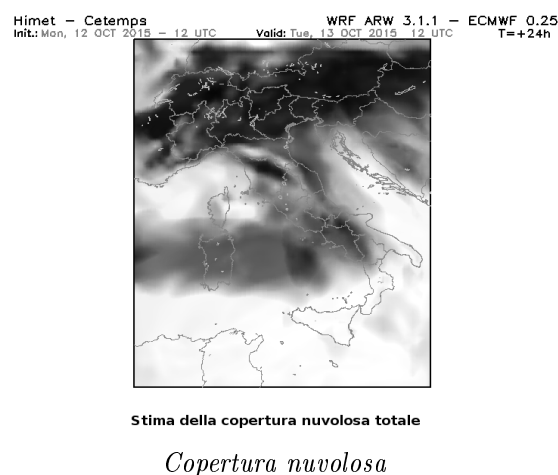 Himet – Cetemps WRF ARW 3.1.1 – ECMWF 0.25
Init.: Mon, 12 OCT 2015 – 12 UTC Valid: Tue, 13 OCT 2015 12 UTC T=+24h
Stima della copertura nuvolosa totale
Copertura nuvolosa